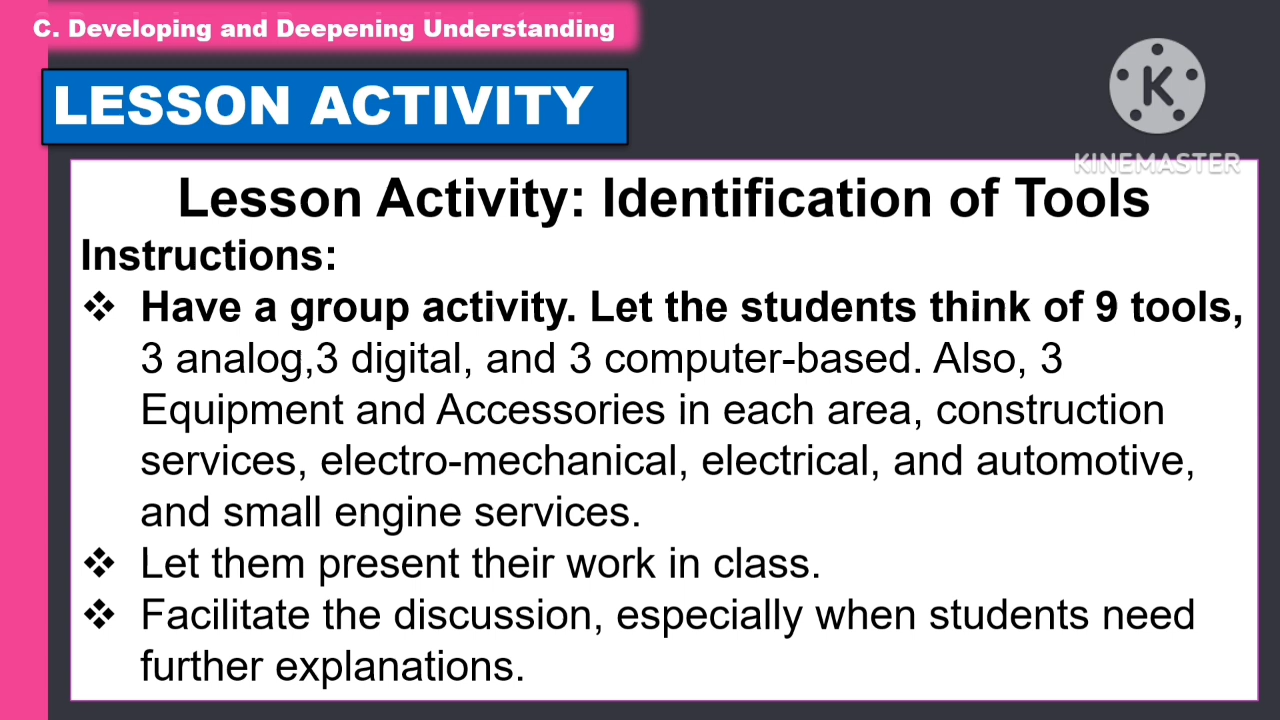 C. Developing and Deepening Understanding
LESSON ACTIVITY
K
KINEMASTER
Lesson Activity: Identification of Tools
Instructions:
❖ Have a group activity. Let the students think of 9 tools,
3 analog,3 digital, and 3 computer-based. Also, 3
Equipment and Accessories in each area, construction
services, electro-mechanical, electrical, and automotive,
and small engine services.
❖ Let them present their work in class.
❖ Facilitate the discussion, especially when students need
further explanations.